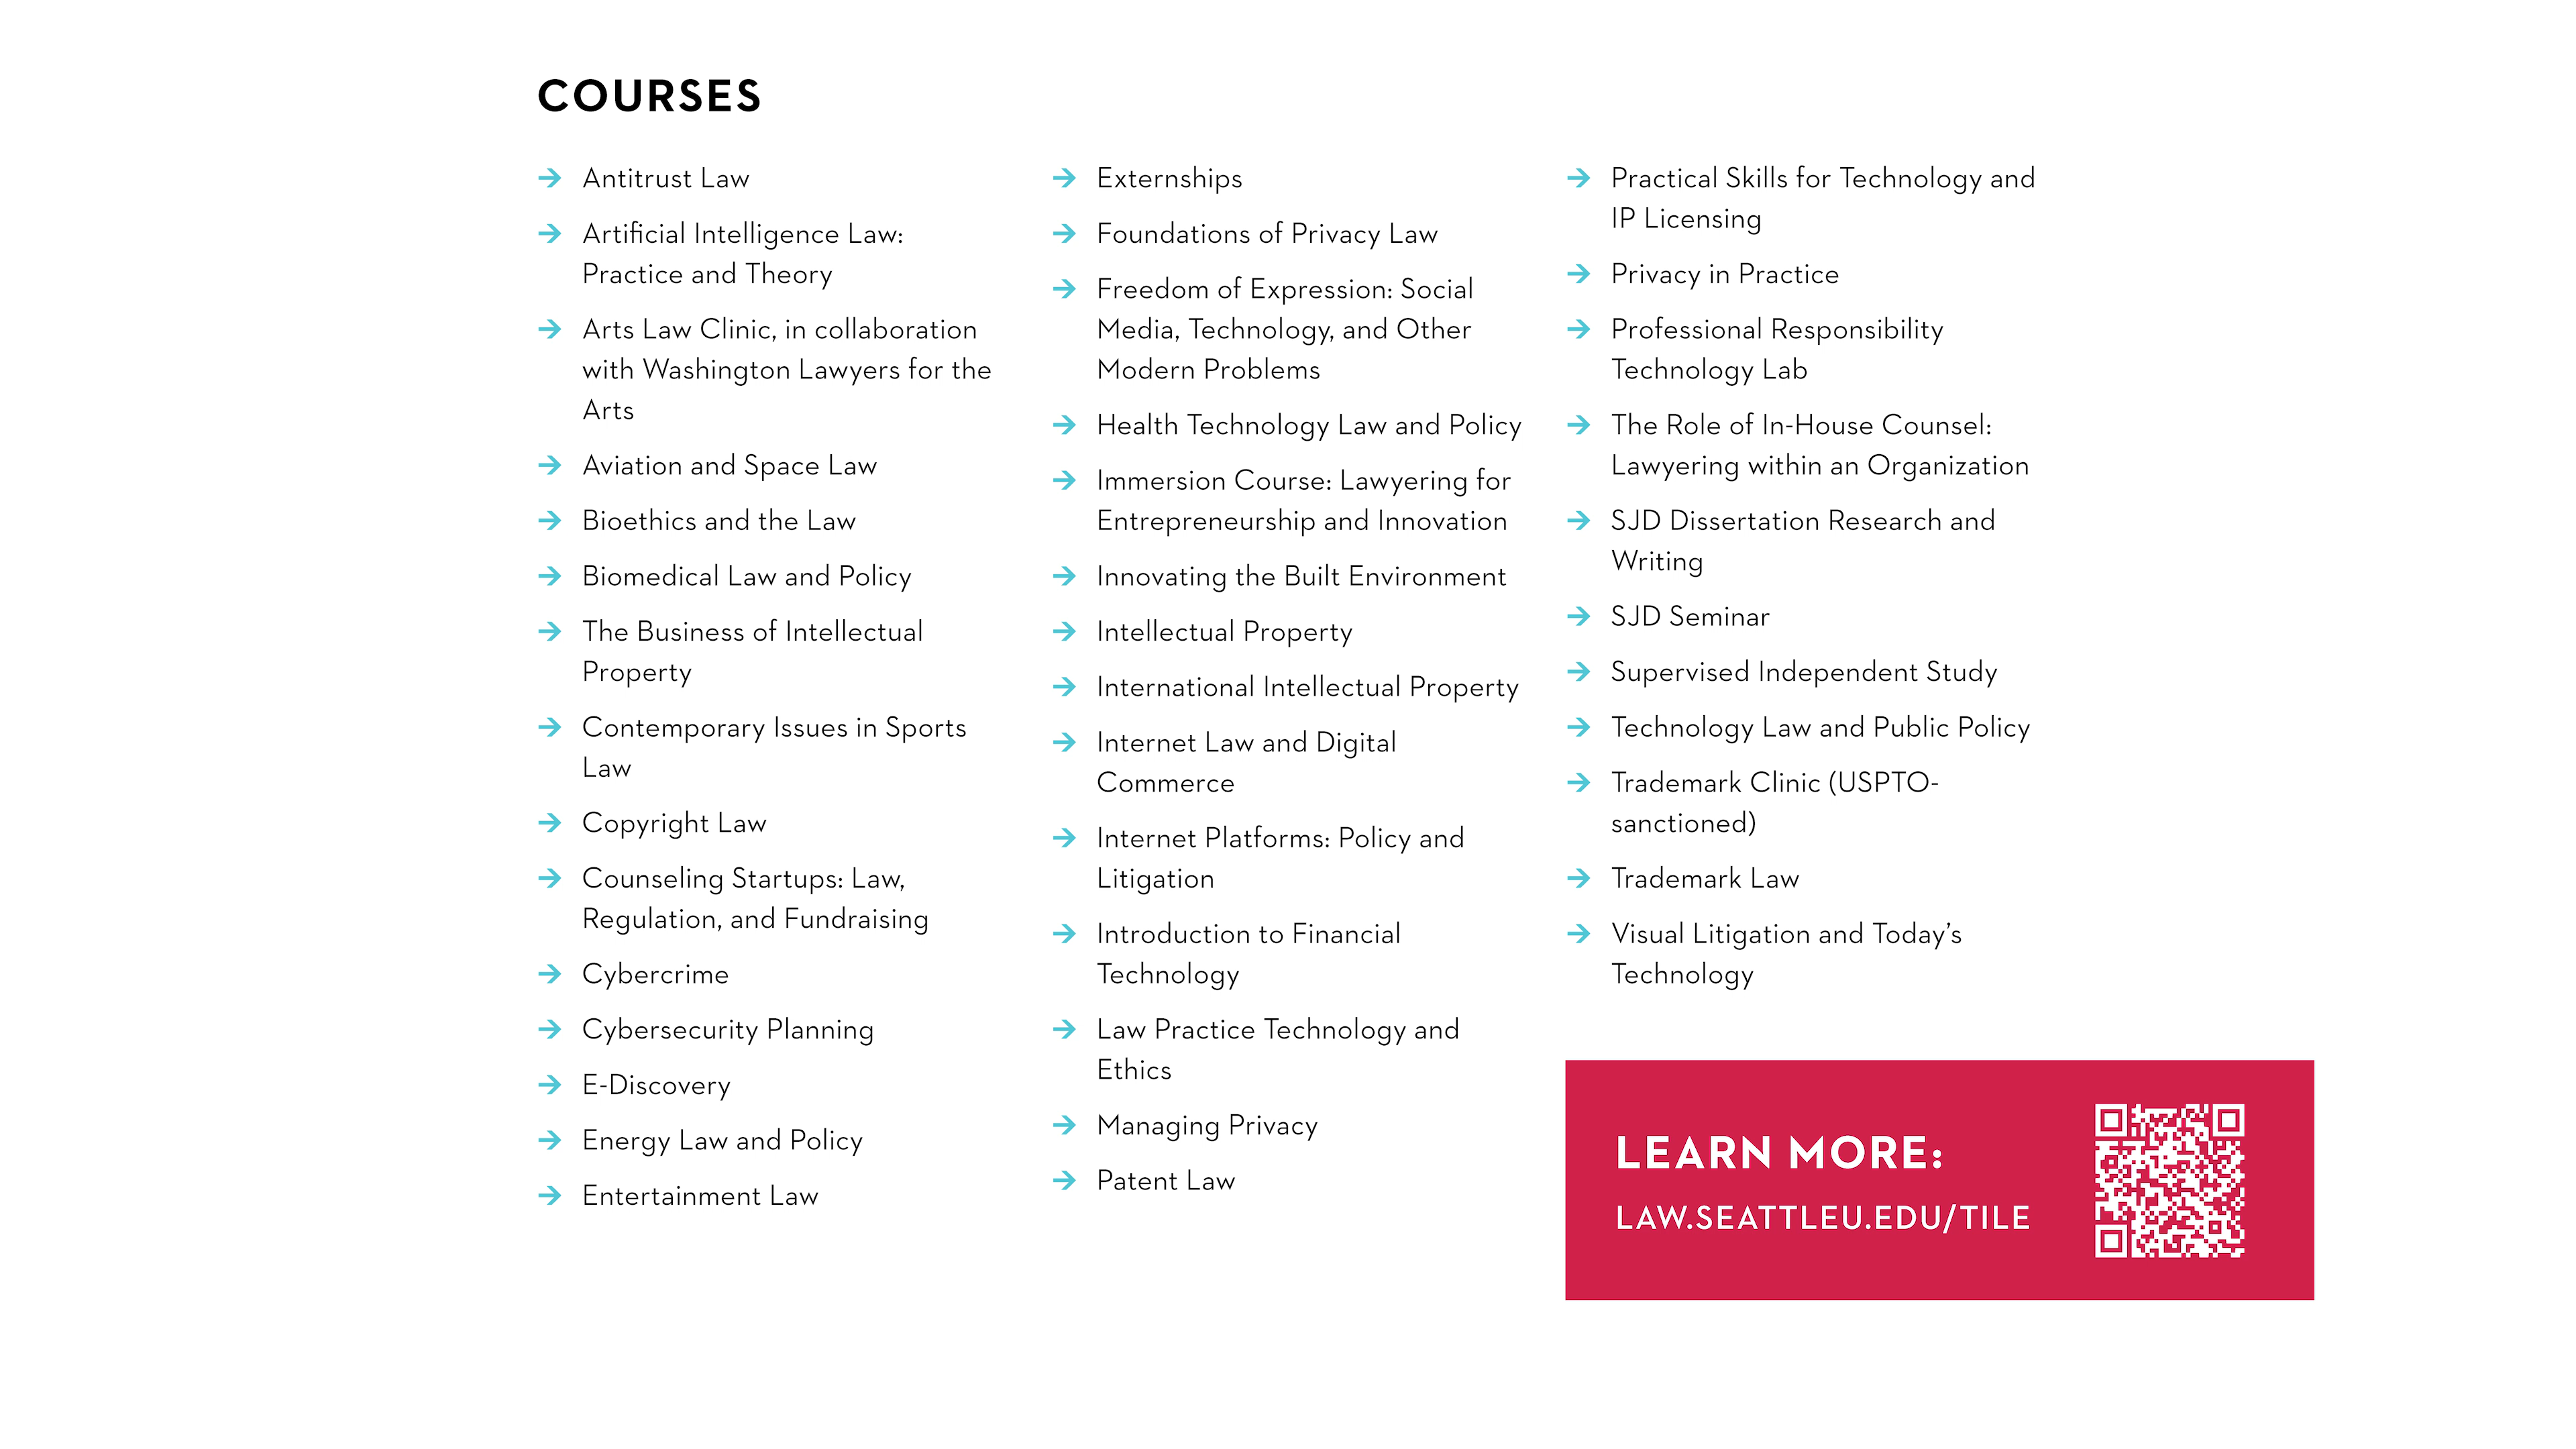 COURSES
→ Antitrust Law
→ Artificial Intelligence Law:
Practice and Theory
→ Arts Law Clinic, in collaboration
with Washington Lawyers for the
Arts
→ Aviation and Space Law
→ Bioethics and the Law
→ Biomedical Law and Policy
→ The Business of Intellectual
Property
→ Contemporary Issues in Sports
Law
→ Copyright Law
→ Counseling Startups: Law,
Regulation, and Fundraising
→ Cybercrime
→ Cybersecurity Planning
→ E-Discovery
→ Energy Law and Policy
→ Entertainment Law
→ Externships
→ Foundations of Privacy Law
→ Freedom of Expression: Social
Media, Technology, and Other
Modern Problems
→ Health Technology Law and Policy
→ Immersion Course: Lawyering for
Entrepreneurship and Innovation
→ Innovating the Built Environment
→ Intellectual Property
→ International Intellectual Property
→ Internet Law and Digital
Commerce
→ Internet Platforms: Policy and
Litigation
→ Introduction to Financial
Technology
→ Law Practice Technology and
Ethics
→ Managing Privacy
→ Patent Law
→ Practical Skills for Technology and
IP Licensing
→ Privacy in Practice
→ Professional Responsibility
Technology Lab
→ The Role of In-House Counsel:
Lawyering within an Organization
→ SJD Dissertation Research and
Writing
→ SJD Seminar
→ Supervised Independent Study
→ Technology Law and Public Policy
→ Trademark Clinic (USPTO-
sanctioned)
→ Trademark Law
→ Visual Litigation and Today’s
Technology
LEARN MORE:
LAW.SEATTLEU.EDU/TILE